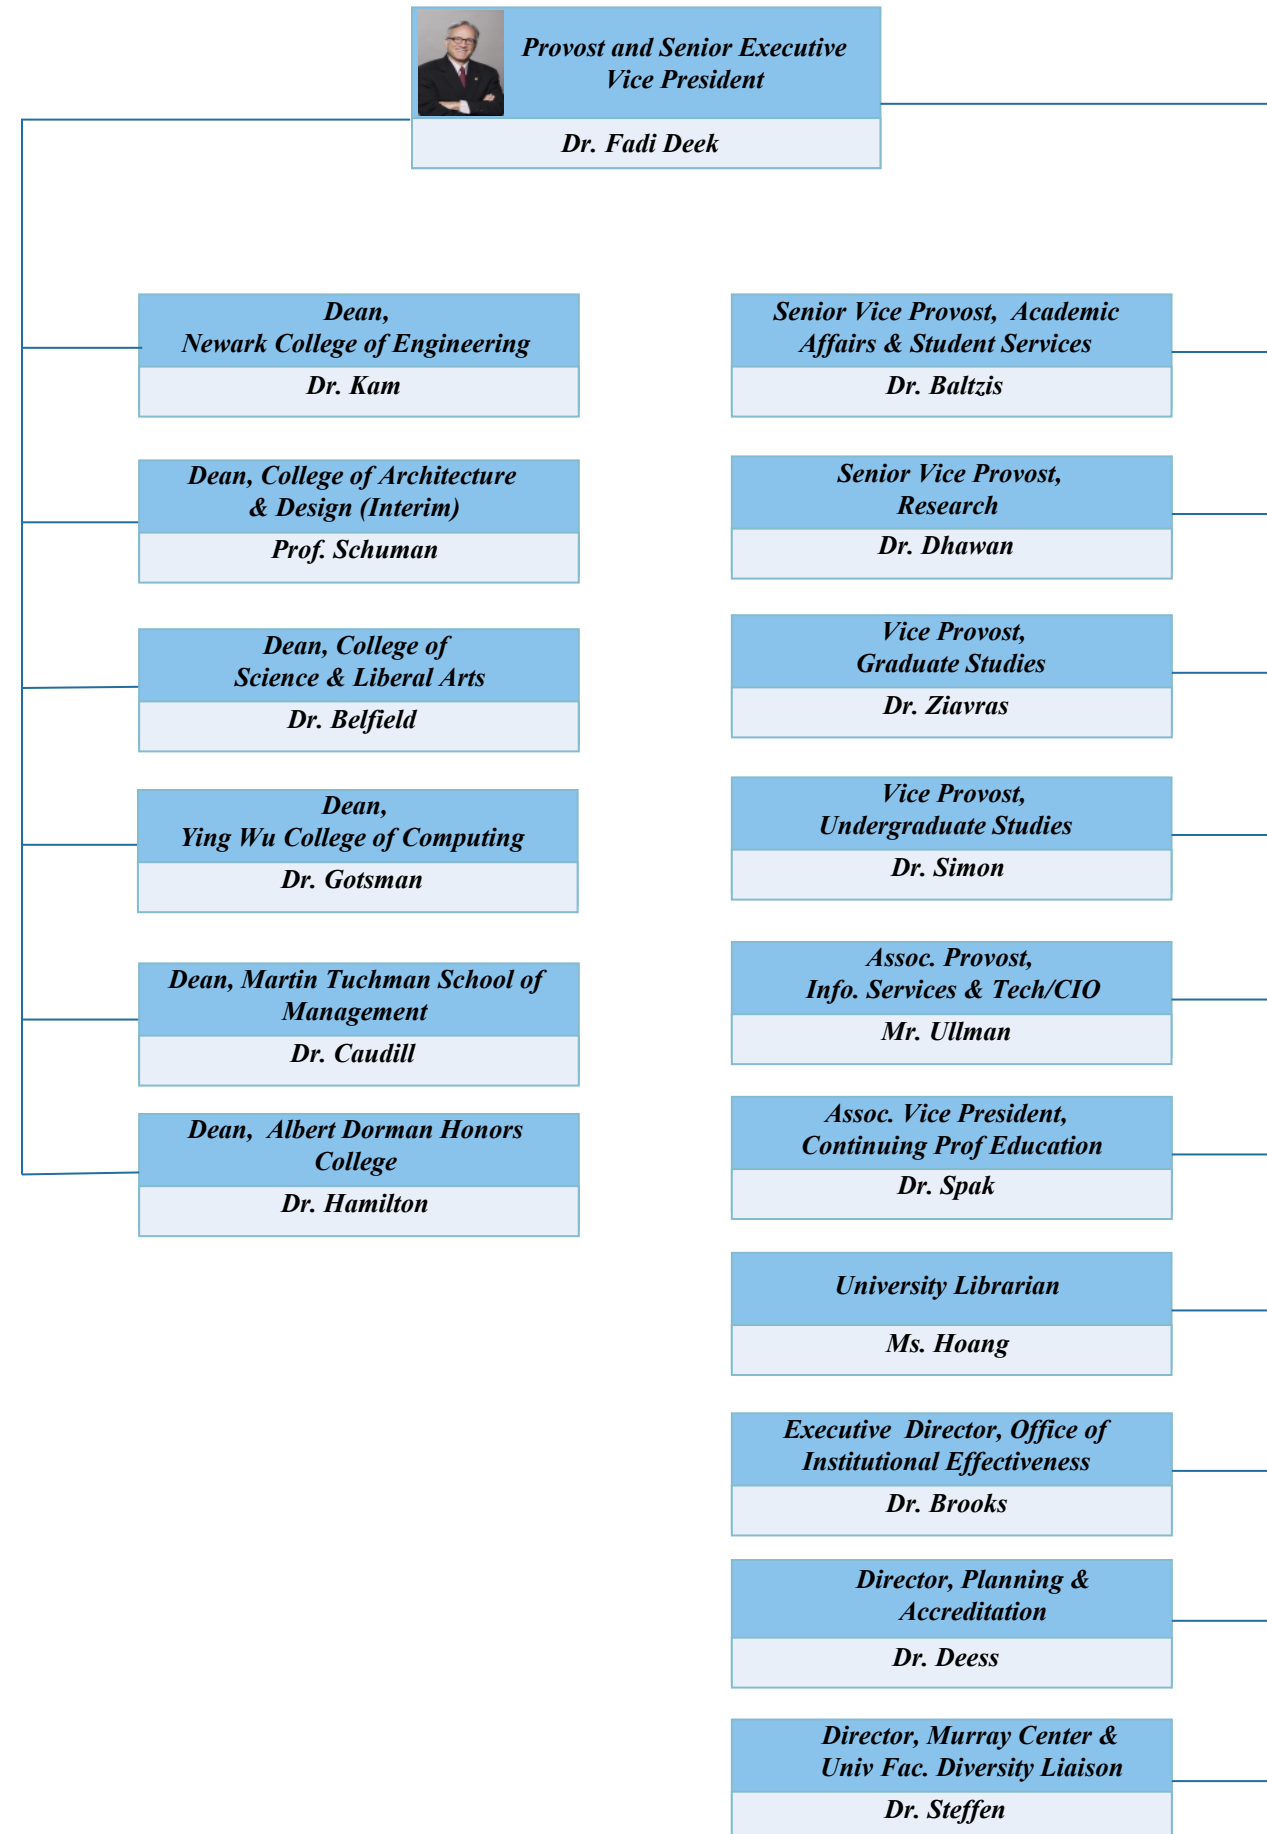 Provost and Senior Executive
Vice President
Dr. Fadi Deek
Dean,
Newark College of Engineering
Dr. Kam
Dean, College of Architecture
& Design (Interim)
Prof. Schuman
Dean, College of
Science & Liberal Arts
Dr. Belfield
Dean,
Ying Wu College of Computing
Dr. Gotsman
Dean, Martin Tuchman School of
Management
Dr. Caudill
Dean, Albert Dorman Honors
College
Dr. Hamilton
Senior Vice Provost, Academic
Affairs & Student Services
Dr. Baltzis
Senior Vice Provost,
Research
Dr. Dhawan
Vice Provost,
Graduate Studies
Dr. Ziavras
Vice Provost,
Undergraduate Studies
Dr. Simon
Assoc. Provost,
Info. Services & Tech/CIO
Mr. Ullman
Assoc. Vice President,
Continuing Prof Education
Dr. Spak
University Librarian
Ms. Hoang
Executive Director, Office of
Institutional Effectiveness
Dr. Brooks
Director, Planning &
Accreditation
Dr. Deess
Director, Murray Center &
Univ Fac. Diversity Liaison
Dr. Steffen